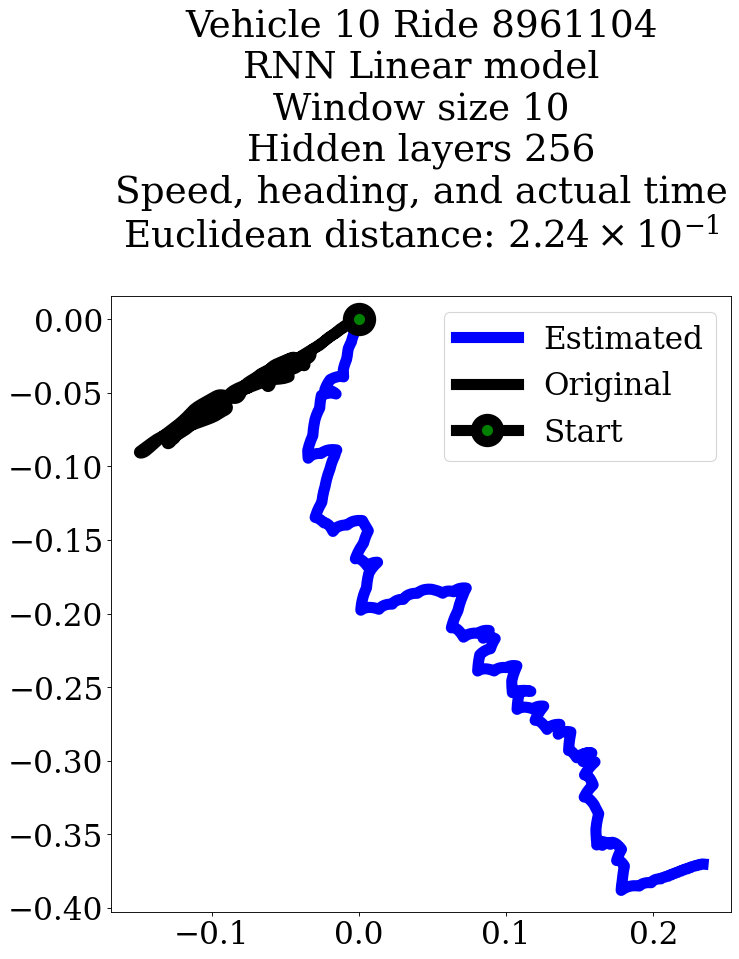 Vehicle 10 Ride 8961104
RNN Linear model
Window size 10
Hidden layers 256
Speed, heading, and actual time
Euclidean distance: 2.24 × 10⁻¹
Estimated
Original
Start
0.00
−0.05
−0.10
−0.15
−0.20
−0.25
−0.30
−0.35
−0.40
−0.1 0.0 0.1 0.2